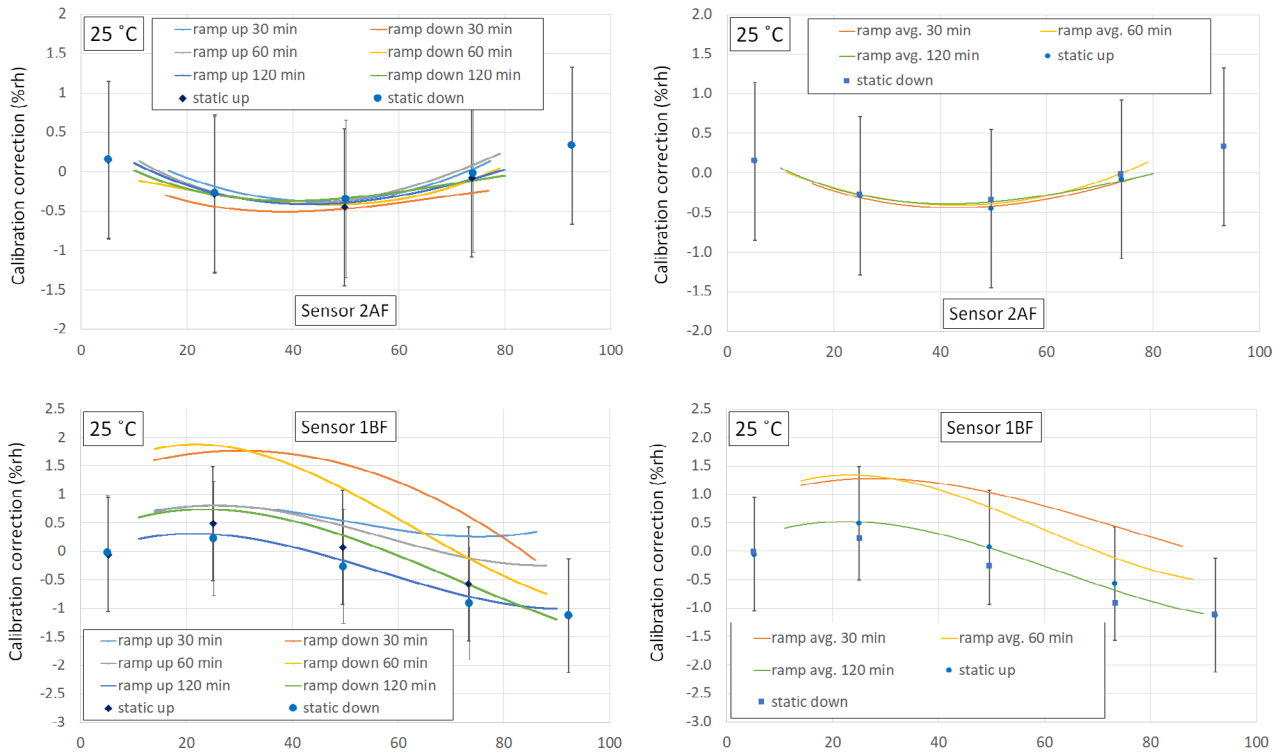 Calibration correction (%rh)
2
1.5
1
0.5
0
-0.5
-1
-1.5
-2
25 ˚C
ramp up 30 min ramp down 30 min
ramp up 60 min ramp down 60 min
ramp up 120 min ramp down 120 min
static up static down
Sensor 2AF
0 20 40 60 80 100
Calibration correction (%rh)
2.0
1.5
1.0
0.5
0.0
-0.5
-1.0
-1.5
-2.0
25 ˚C
ramp avg. 30 min ramp avg. 60 min
ramp avg. 120 min static up
static down
Sensor 2AF
0 20 40 60 80 100
Calibration correction (%rh)
2.5
2
1.5
1
0.5
0
-0.5
-1
-1.5
-2
-2.5
-3
25 ˚C
Sensor 1BF
ramp up 30 min ramp down 30 min
ramp up 60 min ramp down 60 min
ramp up 120 min ramp down 120 min
static up static down
0 20 40 60 80 100
Calibration correction (%rh)
2.5
2.0
1.5
1.0
0.5
0.0
-0.5
-1.0
-1.5
-2.0
-2.5
-3.0
25 ˚C
Sensor 1BF
ramp avg. 30 min ramp avg. 60 min
ramp avg. 120 min static up
static down
0 20 40 60 80 100